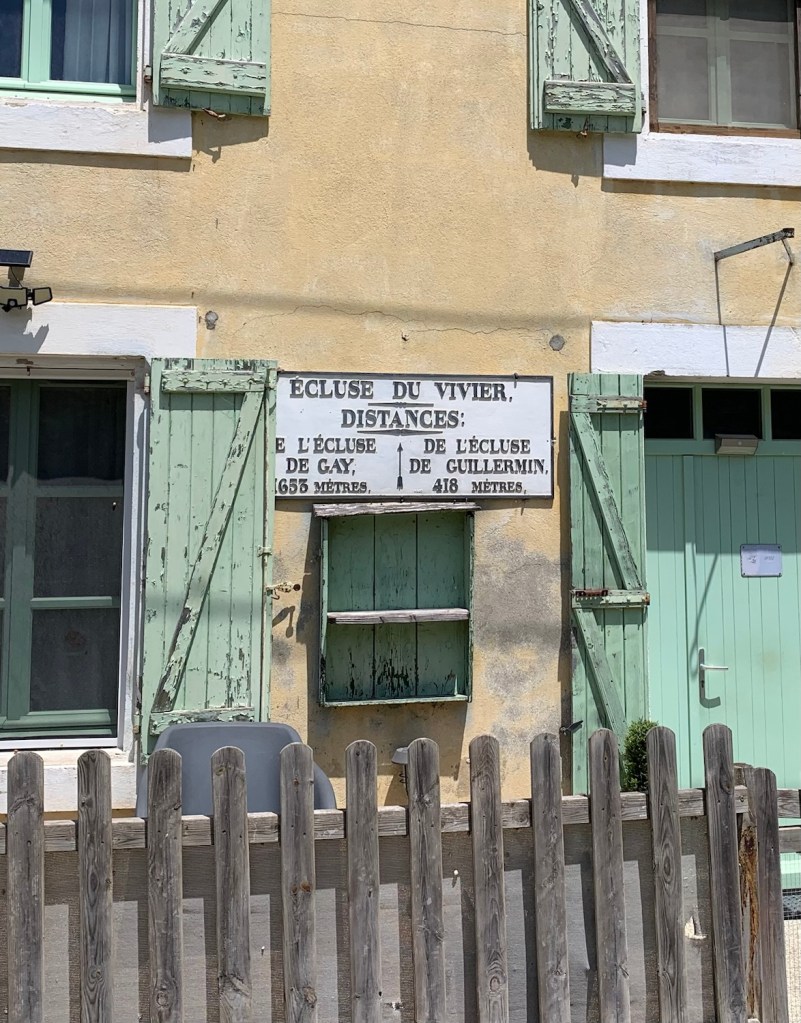 ÉCLUSE DU VIVIER,
DISTANCES:
E L'ÉCLUSE
DE GAY,
1653 MÈTRES,
DE L'ÉCLUSE
DE GUILLERMIN,
418 MÈTRES,